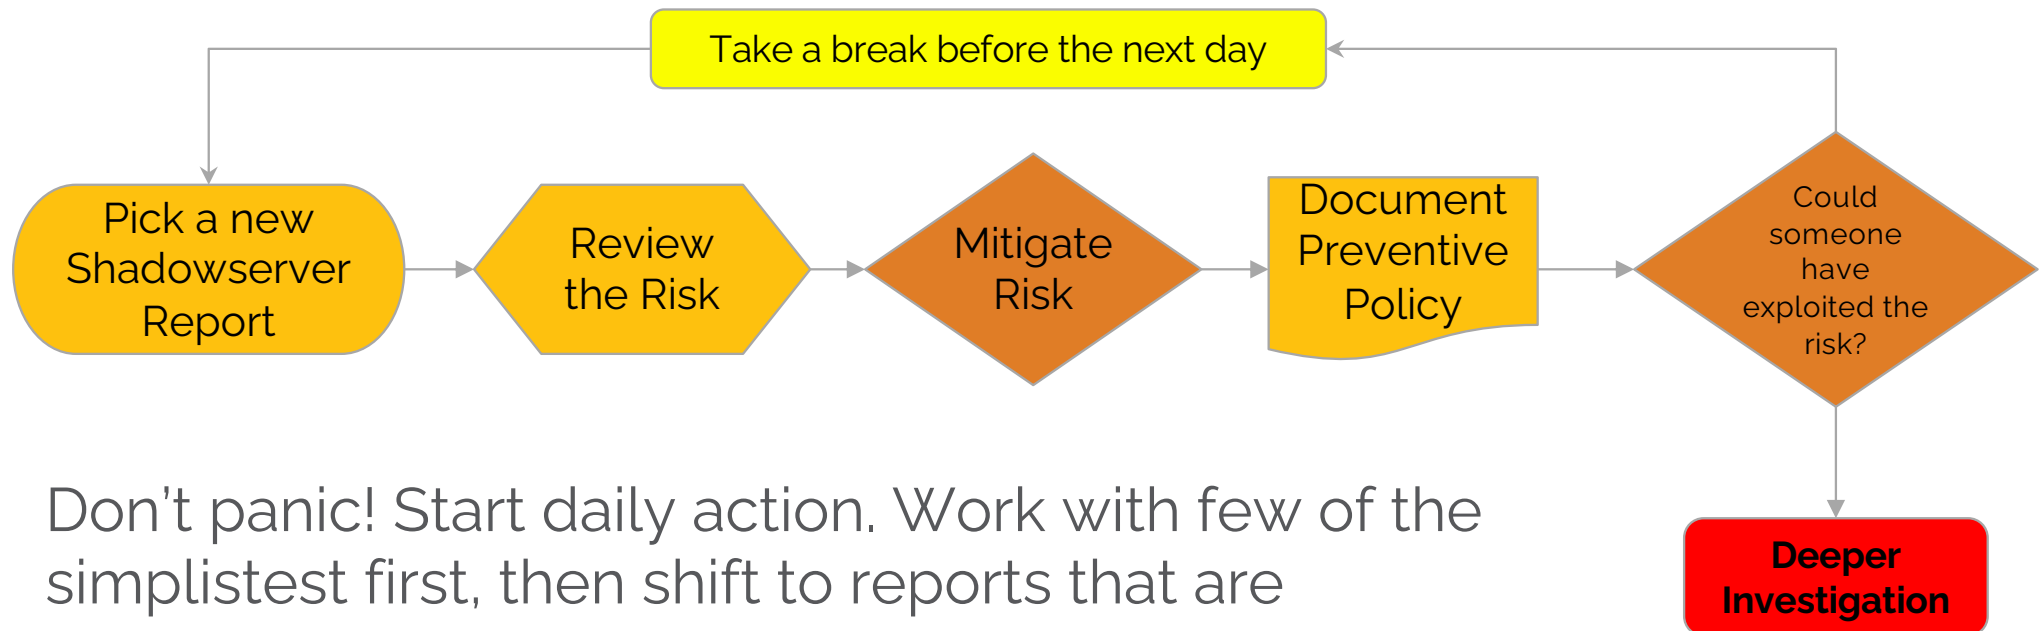 Take a break before the next day
Pick a new
Shadowserver
Report
Review
the Risk
Mitigate
Risk
Document
Preventive
Policy
Could
someone
have
exploited the
risk?
Deeper
Investigation
Don't panic! Start daily action. Work with few of the
simplistest first, then shift to reports that are